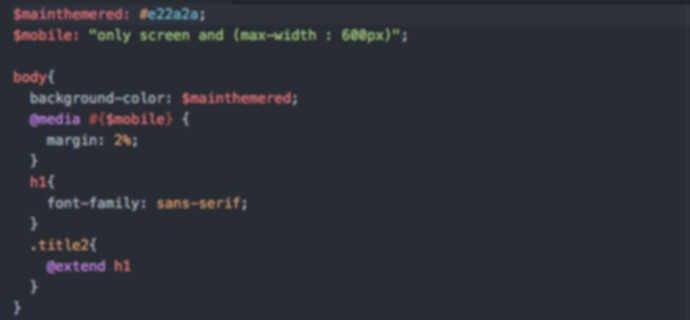 $mainthemered: #e22a2a;
$mobile: "only screen and (max-width : 600px)";

body{
  background-color: $mainthemered;
  @media #{$mobile} {
    margin: 2%;
  }
  h1{
    font-family: sans-serif;
  }
  .title2{
    @extend h1
  }
}